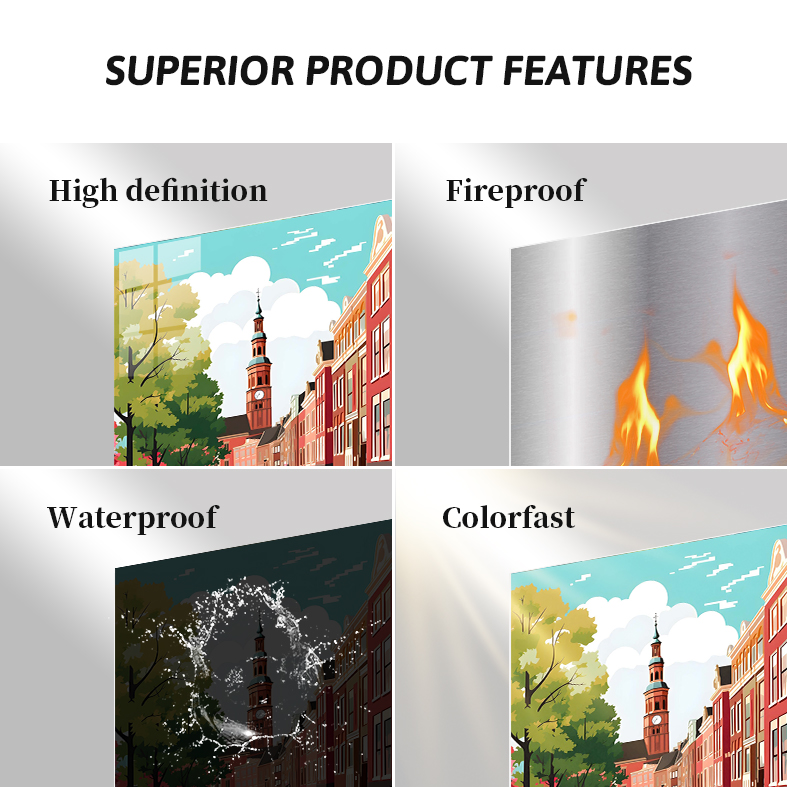 SUPERIOR PRODUCT FEATURES
High definition
Fireproof
Waterproof
Colorfast